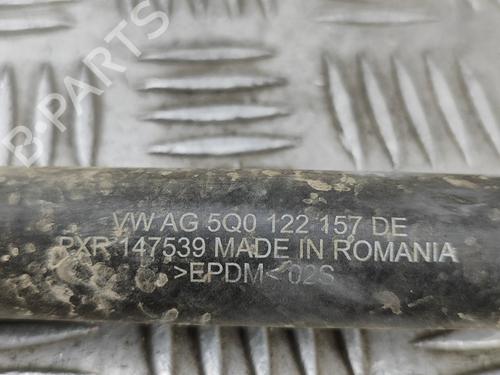 B-PARTS
VW AG 5Q0 122 157 DE
PXR 147539 MADE IN ROMANIA
>EPDM< 02S